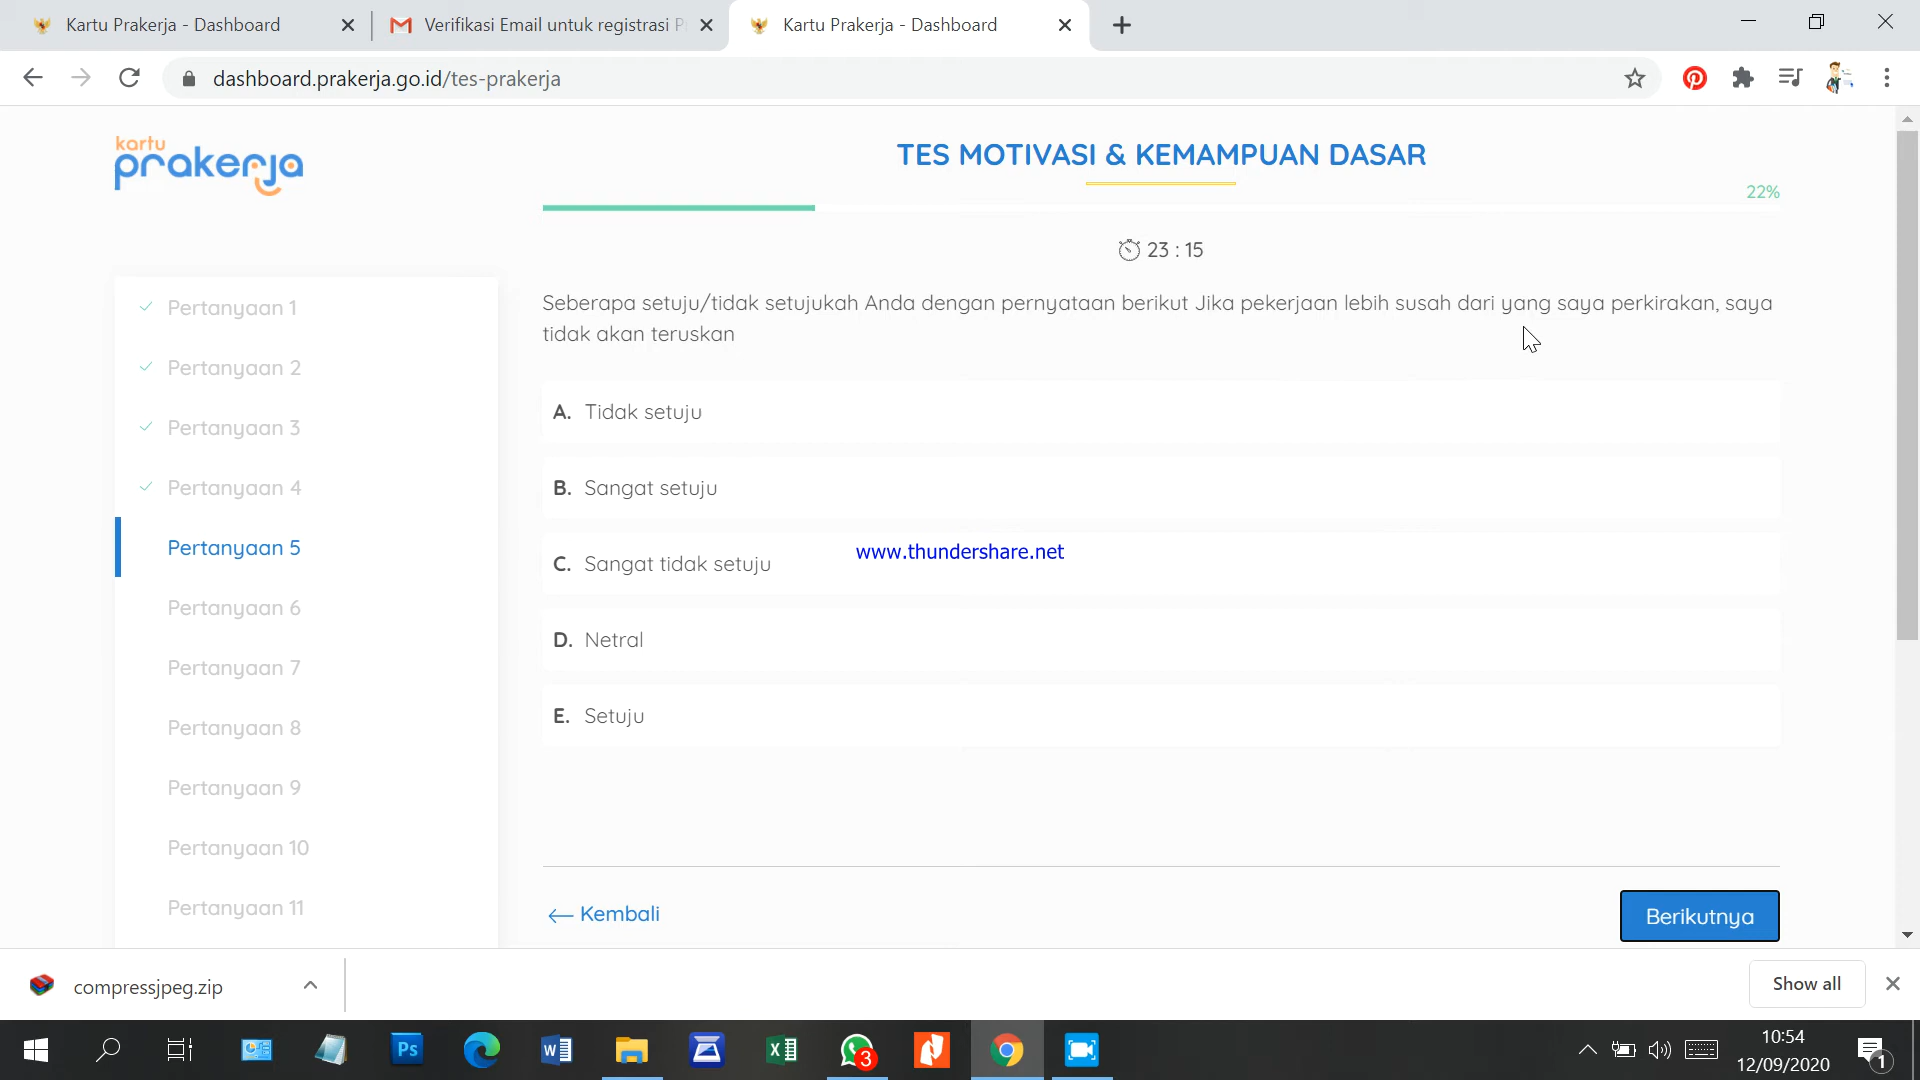 Kartu Prakerja - Dashboard
Verifikasi Email untuk registrasi P
Kartu Prakerja - Dashboard
dashboard.prakerja.go.id/tes-prakerja
kartu
prakerja
TES MOTIVASI & KEMAMPUAN DASAR
22%
23 : 15
Pertanyaan 1
Pertanyaan 2
Pertanyaan 3
Pertanyaan 4
Pertanyaan 5
Pertanyaan 6
Pertanyaan 7
Pertanyaan 8
Pertanyaan 9
Pertanyaan 10
Pertanyaan 11
Seberapa setuju/tidak setujukah Anda dengan pernyataan berikut Jika pekerjaan lebih susah dari yang saya perkirakan, saya
tidak akan teruskan
A. Tidak setuju
B. Sangat setuju
C. Sangat tidak setuju
www.thundershare.net
D. Netral
E. Setuju
Kembali
Berikutnya
compressjpeg.zip
Show all
Ps
3
10:54
12/09/2020
1